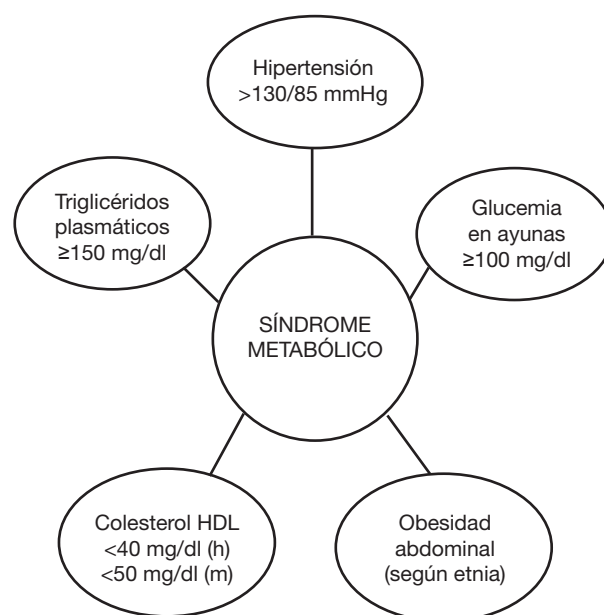 Hipertensión
>130/85 mmHg
Triglicéridos
plasmáticos
≥150 mg/dl
Glucemia
en ayunas
≥100 mg/dl
SÍNDROME
METABÓLICO
Colesterol HDL
<40 mg/dl (h)
<50 mg/dl (m)
Obesidad
abdominal
(según etnia)